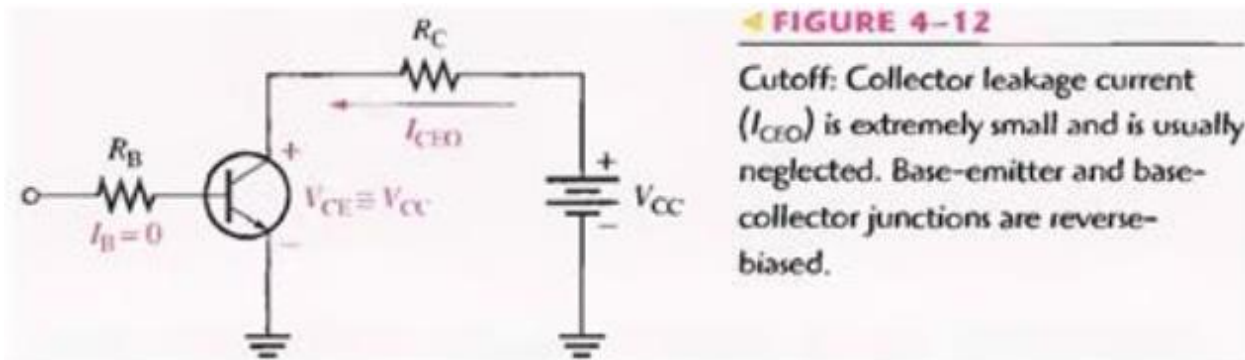 R_C
I_CEO
R_B
I_B = 0
+
V_CE ≅ V_CC
−
+
−
V_CC
◄ FIGURE 4–12
Cutoff: Collector leakage current
(I_CEO) is extremely small and is usually
neglected. Base-emitter and base-
collector junctions are reverse-
biased.